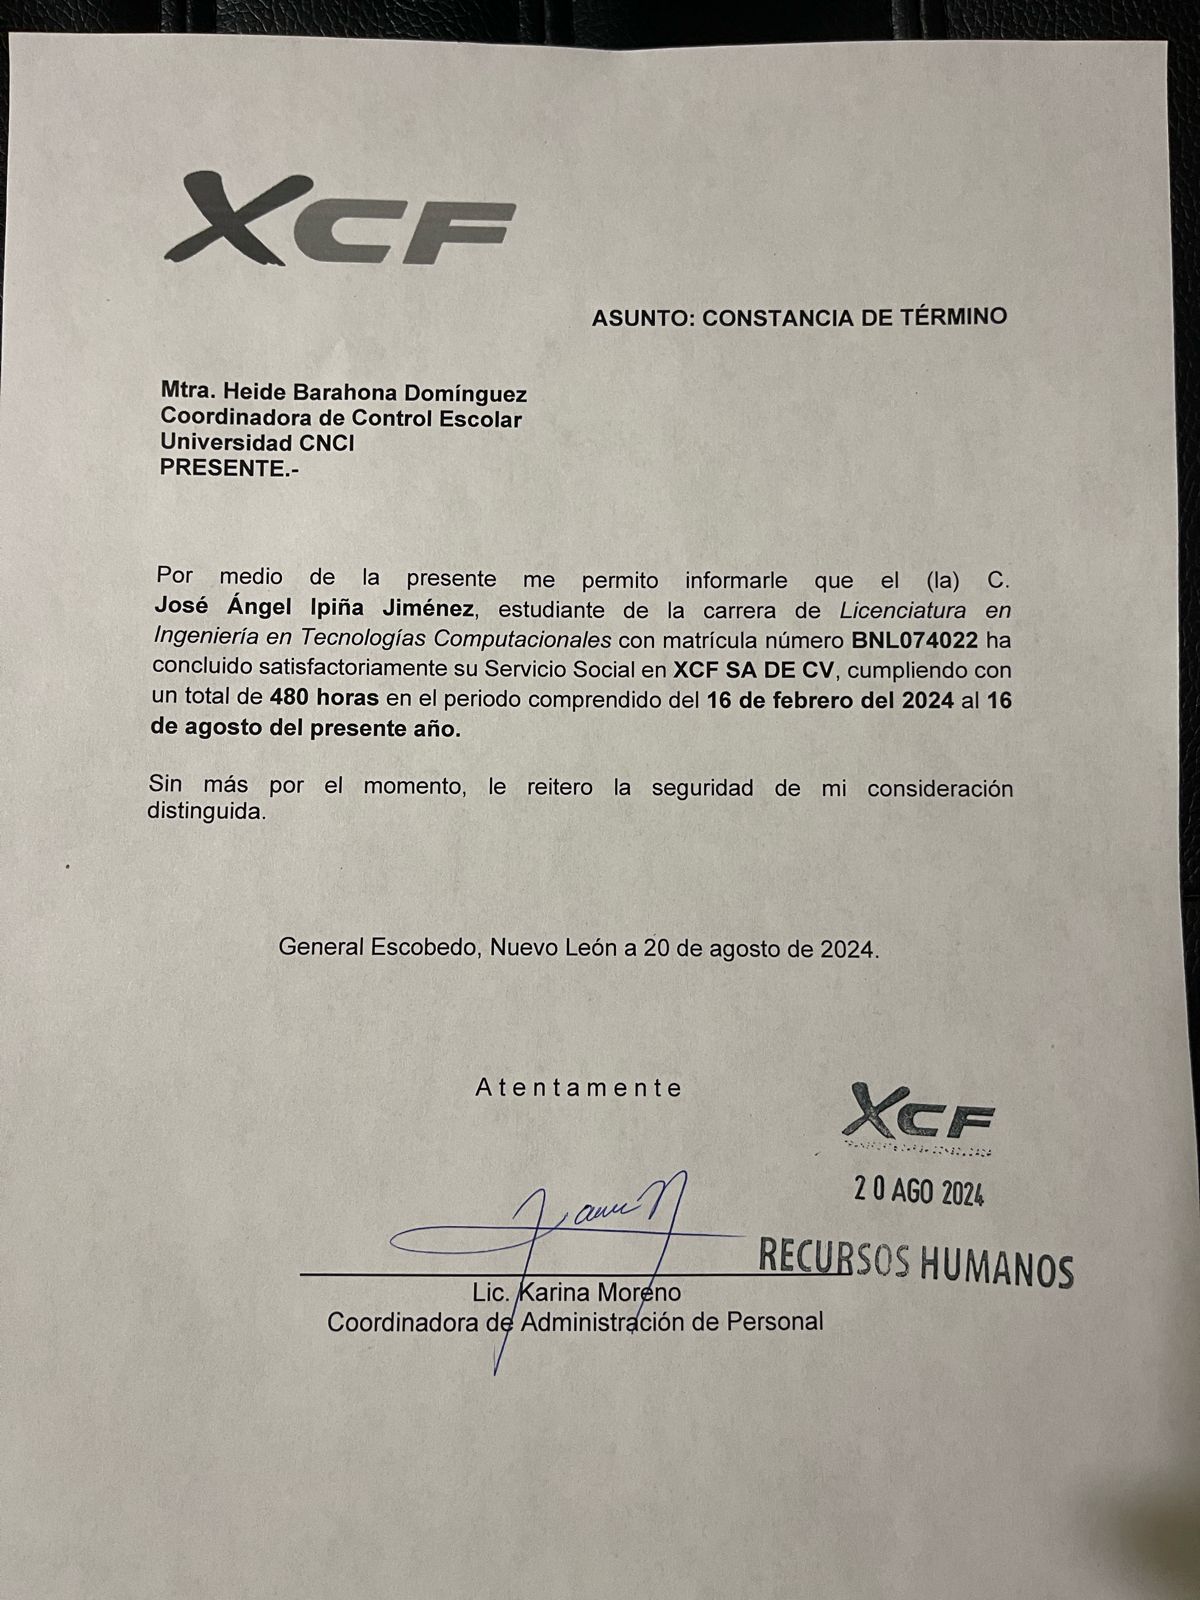 XCF
ASUNTO: CONSTANCIA DE TÉRMINO
Mtra. Heide Barahona Domínguez
Coordinadora de Control Escolar
Universidad CNCI
PRESENTE.-
Por medio de la presente me permito informarle que el (la) C.
José Ángel Ipiña Jiménez, estudiante de la carrera de Licenciatura en
Ingeniería en Tecnologías Computacionales con matrícula número BNL074022 ha
concluido satisfactoriamente su Servicio Social en XCF SA DE CV, cumpliendo con
un total de 480 horas en el periodo comprendido del 16 de febrero del 2024 al 16
de agosto del presente año.
Sin más por el momento, le reitero la seguridad de mi consideración
distinguida.
General Escobedo, Nuevo León a 20 de agosto de 2024.
Atentamente
XCF
20 AGO 2024
RECURSOS HUMANOS
Lic. Karina Moreno
Coordinadora de Administración de Personal